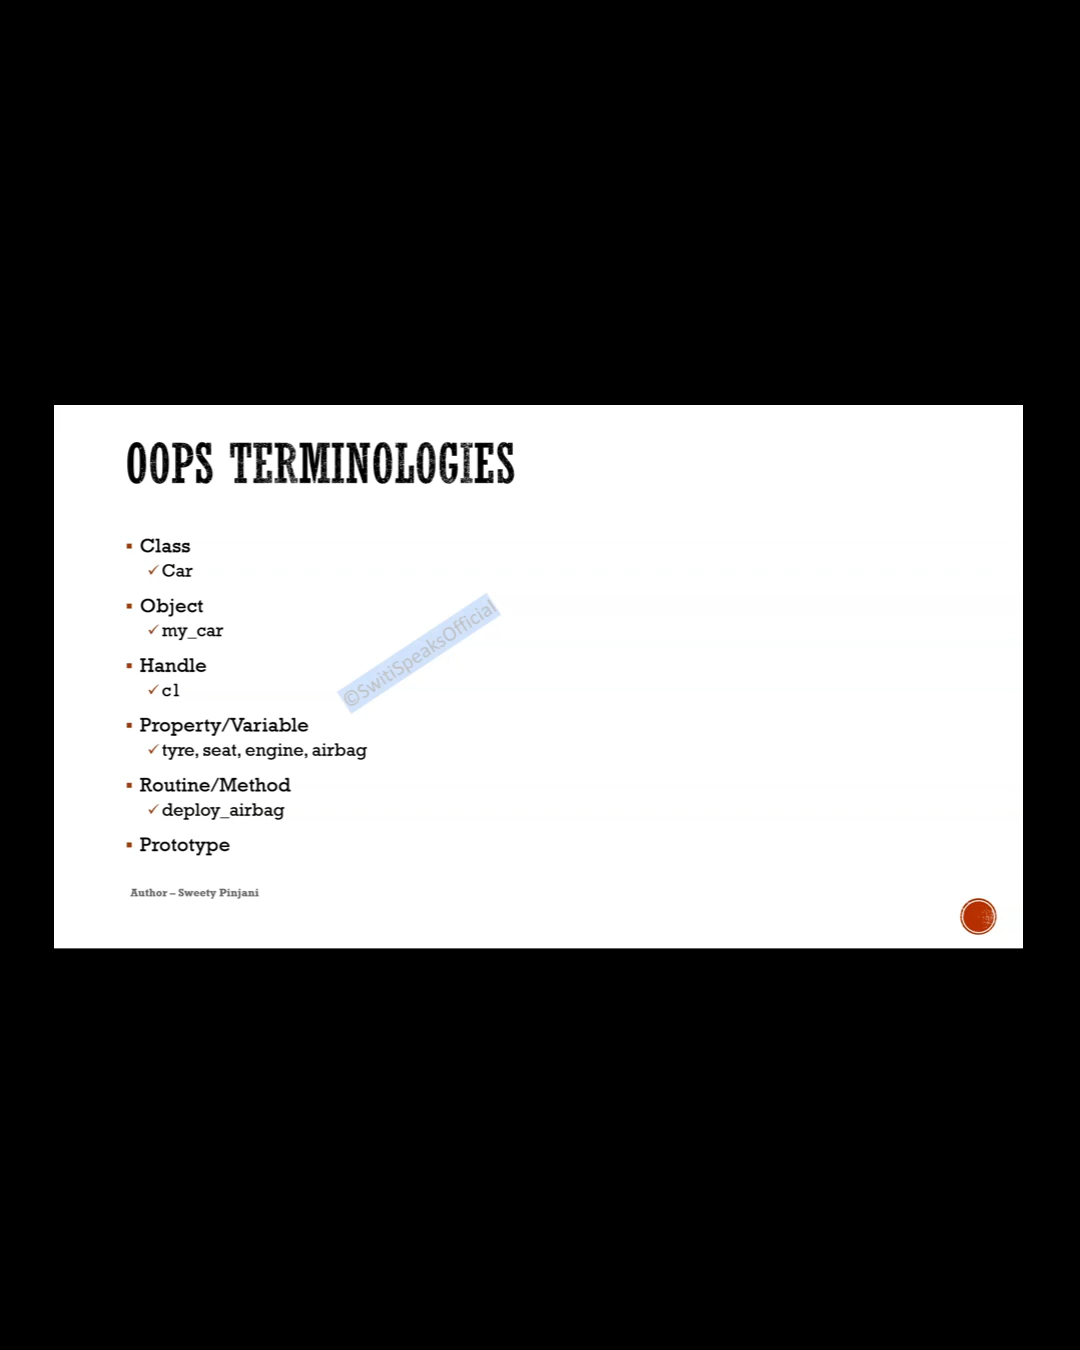 OOPS TERMINOLOGIES
Class
Car
Object
my_car
Handle
c1
Property/Variable
tyre, seat, engine, airbag
Routine/Method
deploy_airbag
Prototype
©SwitiSpeaksOfficial
Author – Sweety Pinjani